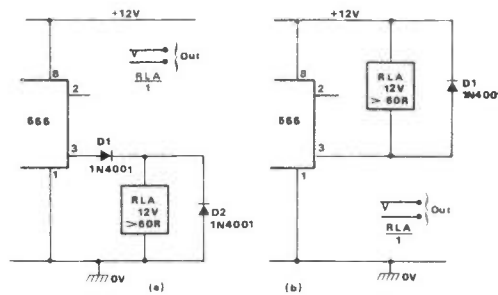 +12V
8
2
Out
RLA
1
555
3
D1
1N4001
1
RLA
12V
> 60R
D2
1N4001
0V
(a)
+12V
8
2
RLA
12V
> 60R
D1
1N4001
555
3
1
Out
RLA
1
0V
(b)